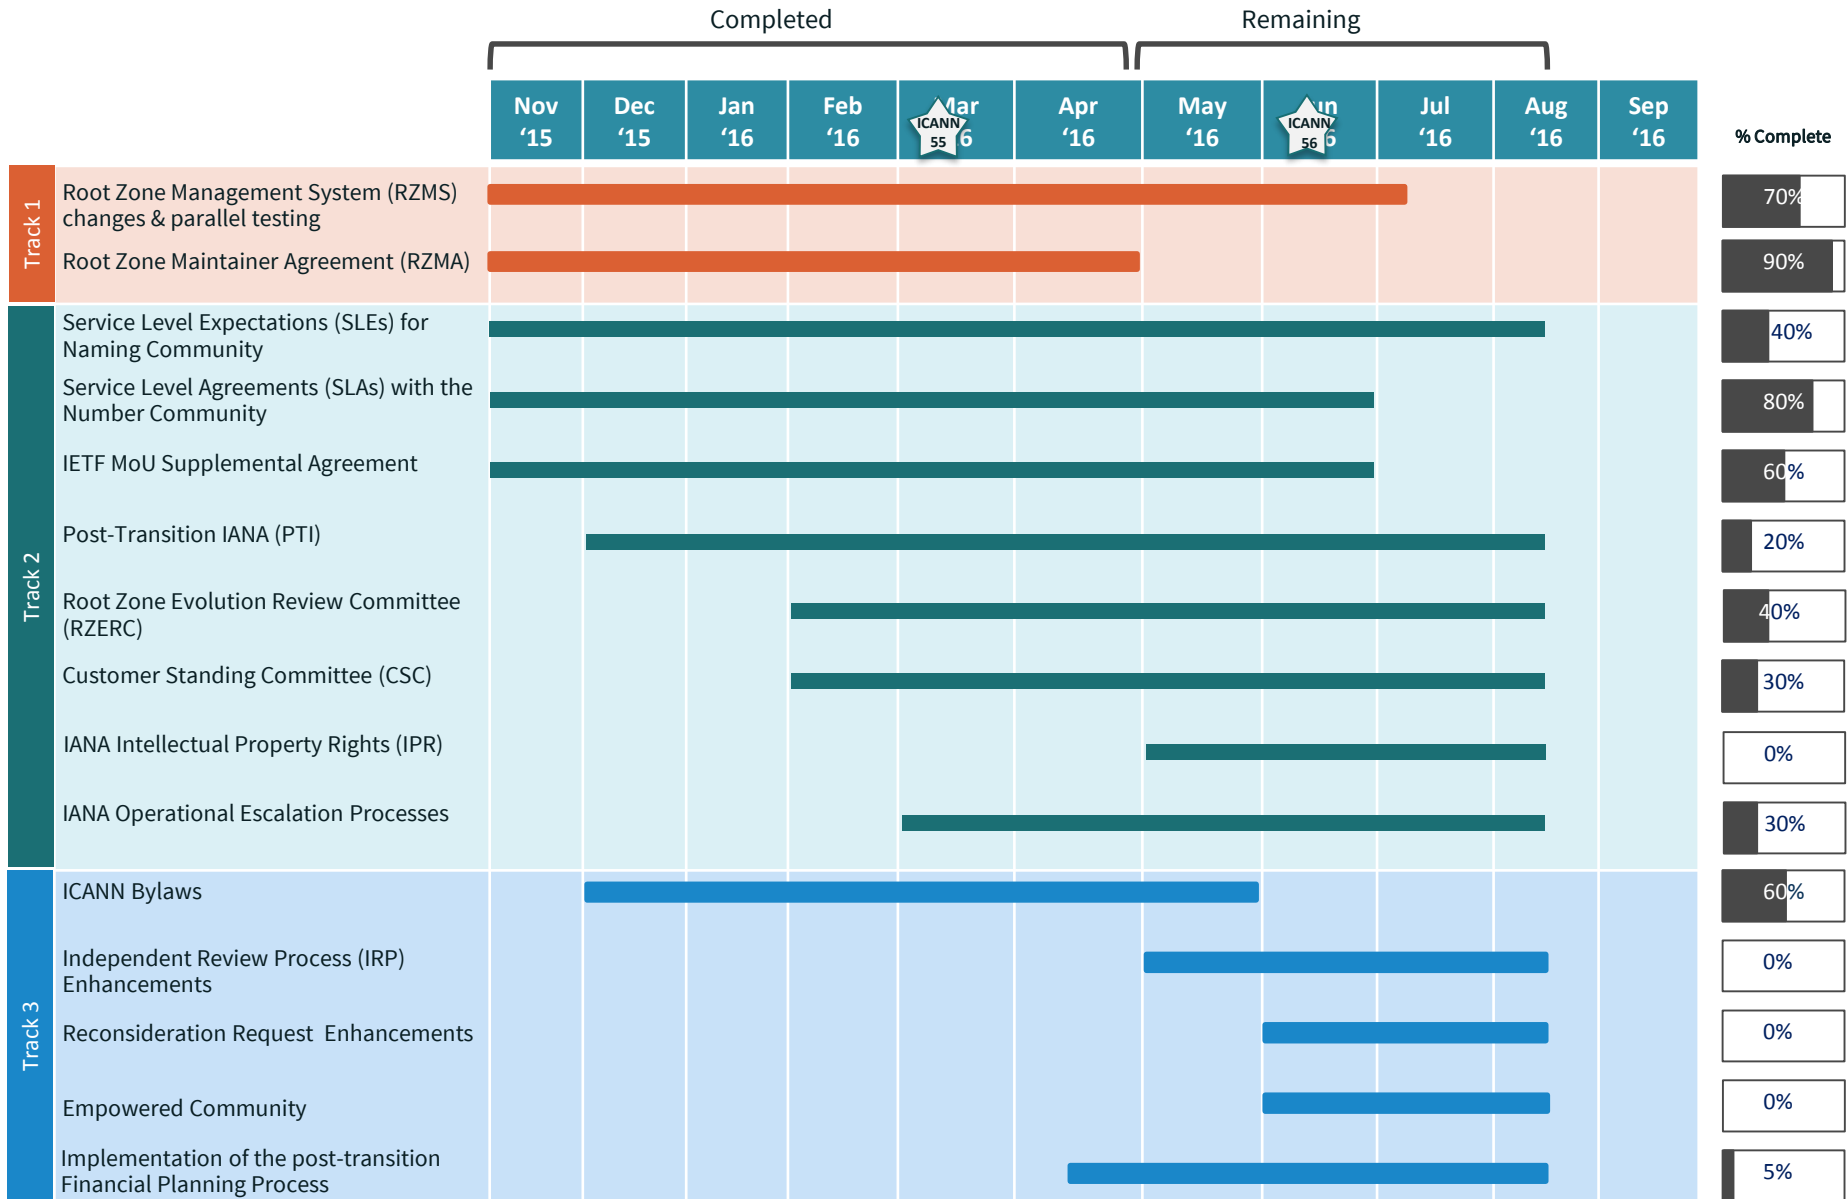 Completed
Remaining
Nov ‘15
Dec ‘15
Jan ‘16
Feb ‘16
Mar 6
Apr ‘16
May ‘16
un 6
Jul ‘16
Aug ‘16
Sep ‘16
ICANN 55
ICANN 56
% Complete
Track 1
Root Zone Management System (RZMS)
changes & parallel testing
70%
Root Zone Maintainer Agreement (RZMA)
90%
Track 2
Service Level Expectations (SLEs) for
Naming Community
40%
Service Level Agreements (SLAs) with the
Number Community
80%
IETF MoU Supplemental Agreement
60%
Post-Transition IANA (PTI)
20%
Root Zone Evolution Review Committee
(RZERC)
40%
Customer Standing Committee (CSC)
30%
IANA Intellectual Property Rights (IPR)
0%
IANA Operational Escalation Processes
30%
Track 3
ICANN Bylaws
60%
Independent Review Process (IRP)
Enhancements
0%
Reconsideration Request  Enhancements
0%
Empowered Community
0%
Implementation of the post-transition
Financial Planning Process
5%